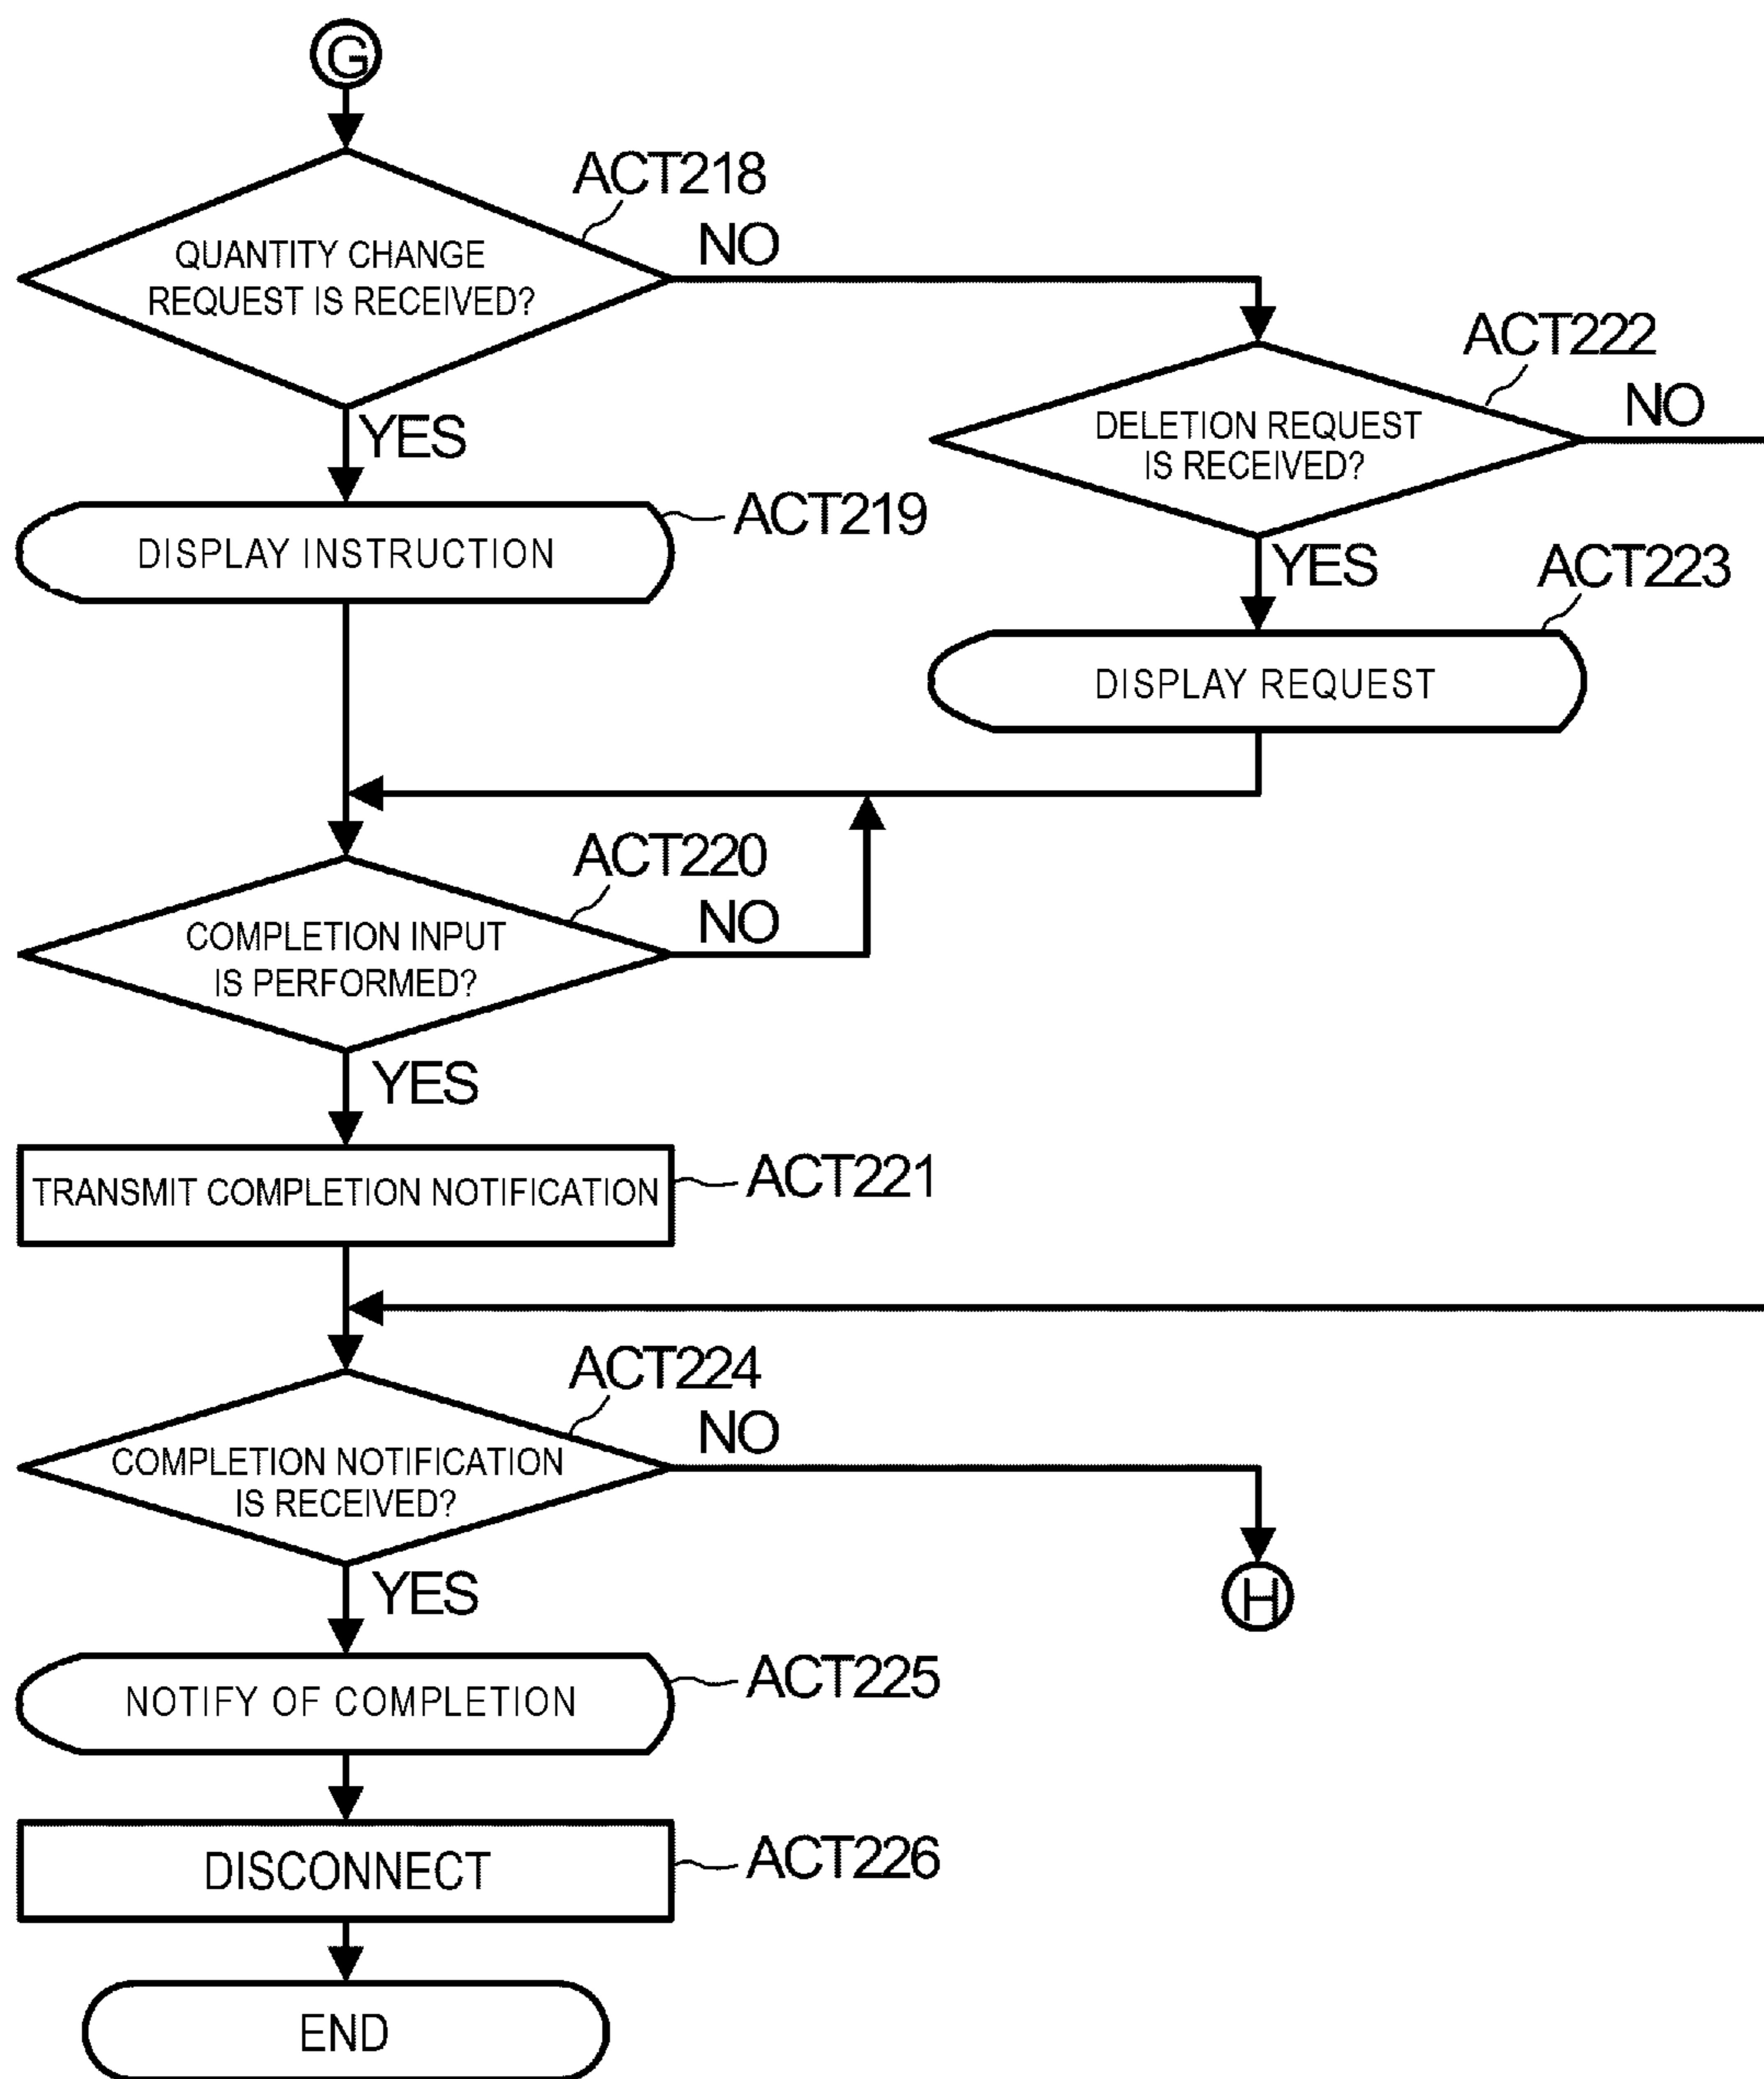 G
ACT218
QUANTITY CHANGE
REQUEST IS RECEIVED?
NO
YES
ACT222
DELETION REQUEST
IS RECEIVED?
NO
YES
ACT219
DISPLAY INSTRUCTION
ACT223
DISPLAY REQUEST
ACT220
COMPLETION INPUT
IS PERFORMED?
NO
YES
ACT221
TRANSMIT COMPLETION NOTIFICATION
ACT224
COMPLETION NOTIFICATION
IS RECEIVED?
NO
H
YES
ACT225
NOTIFY OF COMPLETION
ACT226
DISCONNECT
END